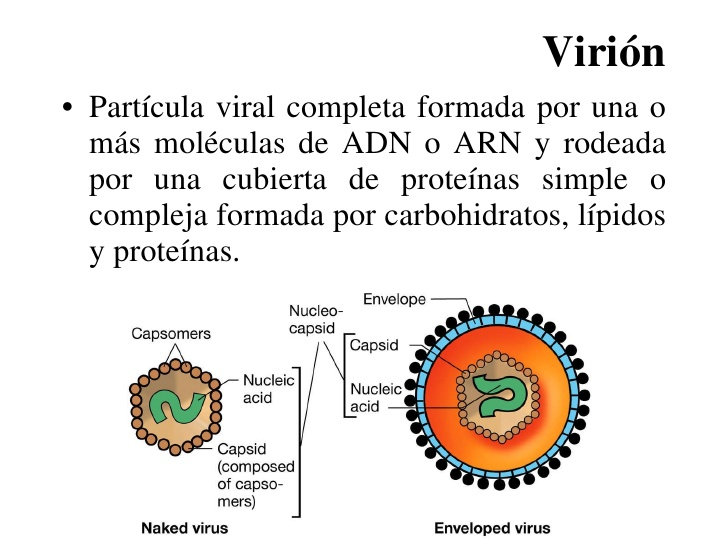 Virión
• Partícula viral completa formada por una o
más moléculas de ADN o ARN y rodeada
por una cubierta de proteínas simple o
compleja formada por carbohidratos, lípidos
y proteínas.
Capsomers
Nucleic
acid
Capsid
(composed
of capso-
mers)
Naked virus
Nucleo-
capsid
Envelope
Capsid
Nucleic
acid
Enveloped virus